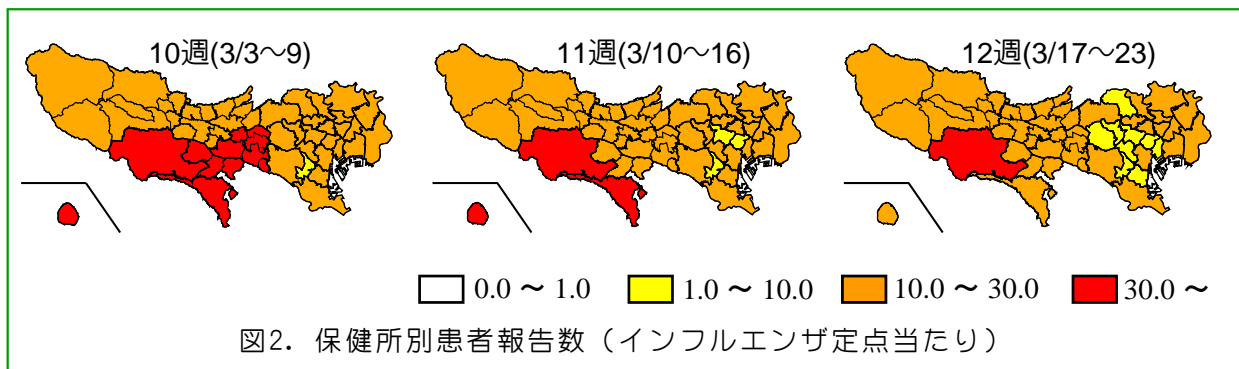 10週(3/3～9)
11週(3/10～16)
12週(3/17～23)
0.0 ～ 1.0
1.0 ～ 10.0
10.0 ～ 30.0
30.0 ～
図2. 保健所別患者報告数（インフルエンザ定点当たり）